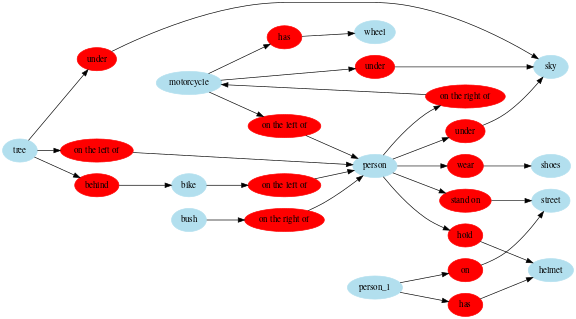 has
wheel
under
under
sky
motorcycle
on the right of
on the left of
under
tree
on the left of
person
wear
shoes
behind
bike
on the left of
stand on
street
bush
on the right of
hold
on
helmet
person_1
has